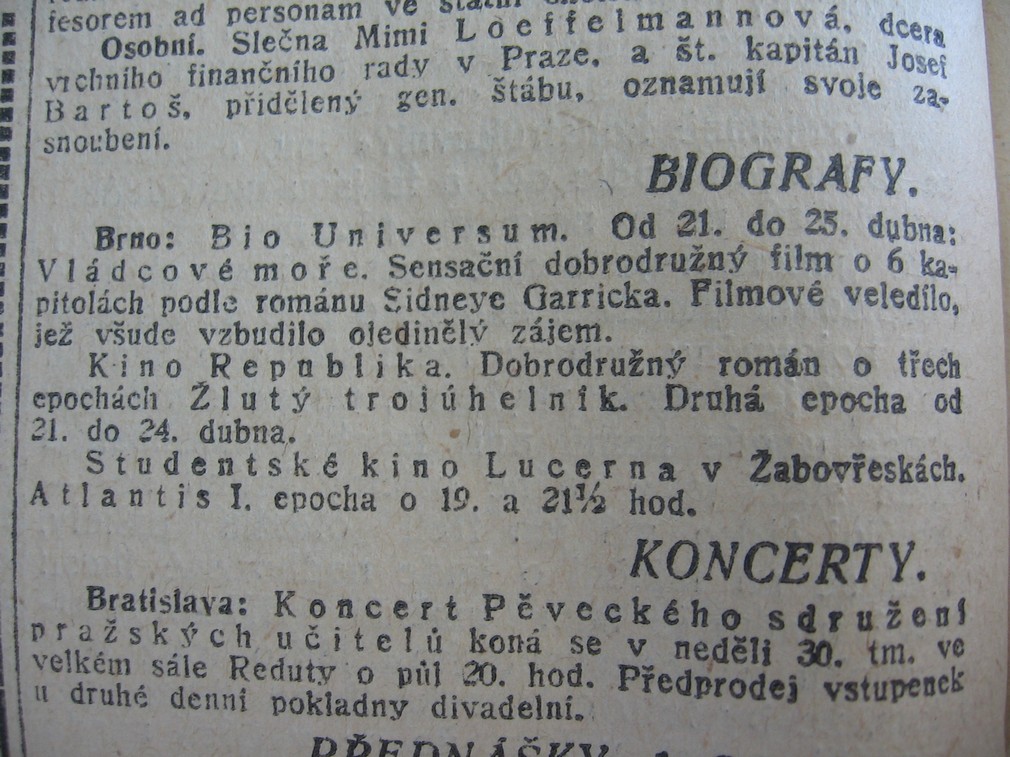 fesorem ad personam ve státní
Osobní. Slečna Mimi Loeffelmannová, dcera
vrchního finančního rady v Praze, a št. kapitán Josef
Bartoš, přidělený gen. štábu, oznamují svoje za-
snoubení.
BIOGRAFY.
Brno: Bio Universum. Od 21. do 25. dubna:
Vládcové moře. Sensační dobrodružný film o 6 ka-
pitolách podle románu Sidneye Garricka. Filmové veledílo,
jež všude vzbudilo ojedinělý zájem.
Kino Republika. Dobrodružný román o třech
epochách Žlutý trojúhelník. Druhá epocha od
21. do 24. dubna.
Studentské kino Lucerna v Žabovřeskách.
Atlantis I. epocha o 19. a 21½ hod.
KONCERTY.
Bratislava: Koncert Pěveckého sdružení
pražských učitelů koná se v neděli 30. tm. ve
velkém sále Reduty o půl 20. hod. Předprodej vstupenek
u druhé denní pokladny divadelní.
PŘEDNÁŠKY